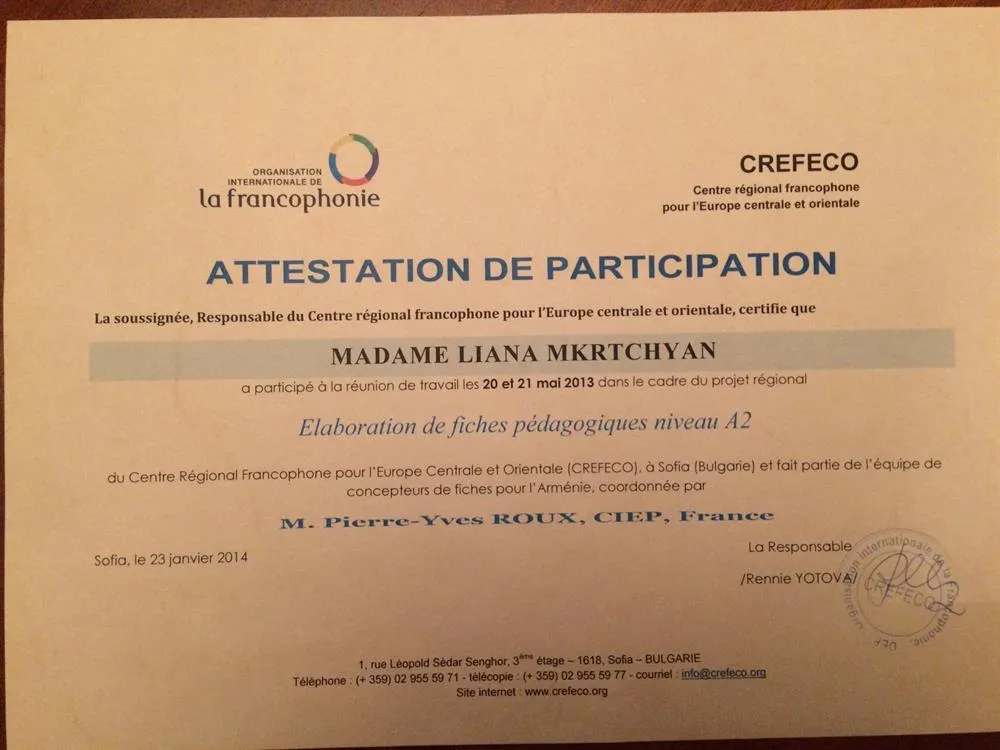 ORGANISATION
INTERNATIONALE DE
la francophonie
CREFECO
Centre régional francophone
pour l'Europe centrale et orientale
ATTESTATION DE PARTICIPATION
La soussignée, Responsable du Centre régional francophone pour l'Europe centrale et orientale, certifie que
MADAME LIANA MKRTCHYAN
a participé à la réunion de travail les 20 et 21 mai 2013 dans le cadre du projet régional
Elaboration de fiches pédagogiques niveau A2
du Centre Régional Francophone pour l'Europe Centrale et Orientale (CREFECO), à Sofia (Bulgarie) et fait partie de l'équipe de
concepteurs de fiches pour l'Arménie, coordonnée par
M. Pierre-Yves ROUX, CIEP, France
Sofia, le 23 janvier 2014
La Responsable
/Rennie YOTOVA/
Organisation internationale de la Francophonie,
CREFECO
1, rue Léopold Sédar Senghor, 3ème étage – 1618, Sofia – BULGARIE
Téléphone : (+ 359) 02 955 59 71 - télécopie : (+ 359) 02 955 59 77 - courriel : info@crefeco.org
Site internet : www.crefeco.org